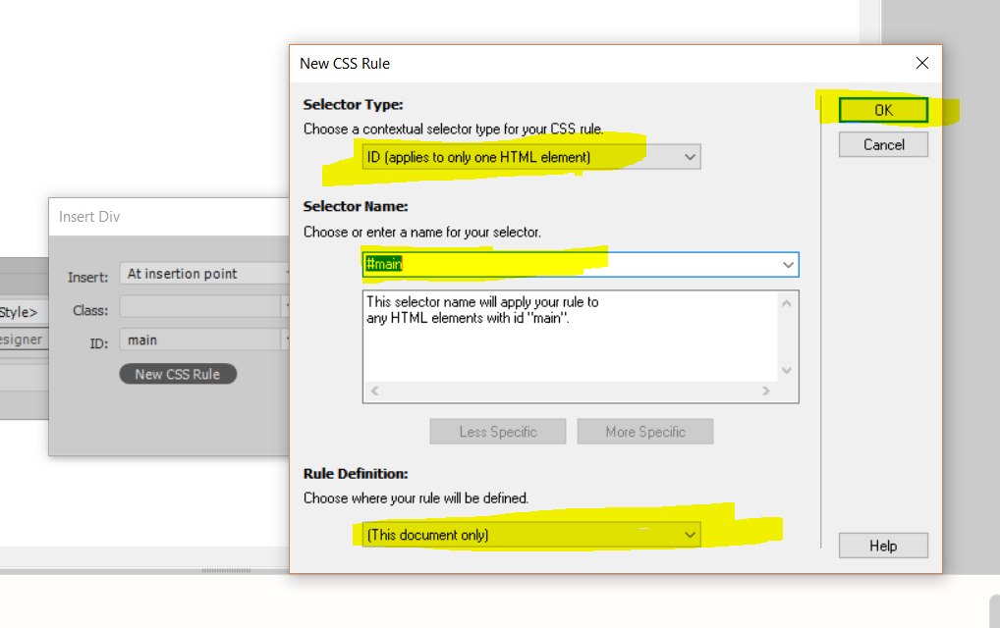 New CSS Rule
Selector Type:
Choose a contextual selector type for your CSS rule.
ID (applies to only one HTML element)
OK
Cancel
Selector Name:
Choose or enter a name for your selector.
#main
This selector name will apply your rule to
any HTML elements with id "main".
Less Specific
More Specific
Rule Definition:
Choose where your rule will be defined.
(This document only)
Help
Insert Div
Insert: At insertion point
Class:
ID: main
New CSS Rule
Style>
esigner